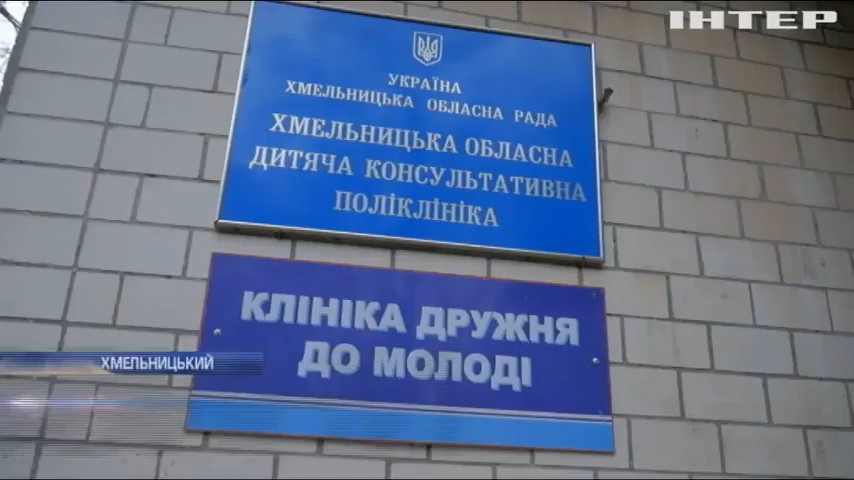 ІНТЕР
УКРАЇНА
ХМЕЛЬНИЦЬКА ОБЛАСНА РАДА
ХМЕЛЬНИЦЬКА ОБЛАСНА
ДИТЯЧА КОНСУЛЬТАТИВНА
ПОЛІКЛІНІКА
КЛІНІКА ДРУЖНЯ
ДО МОЛОДІ
ХМЕЛЬНИЦЬКИЙ